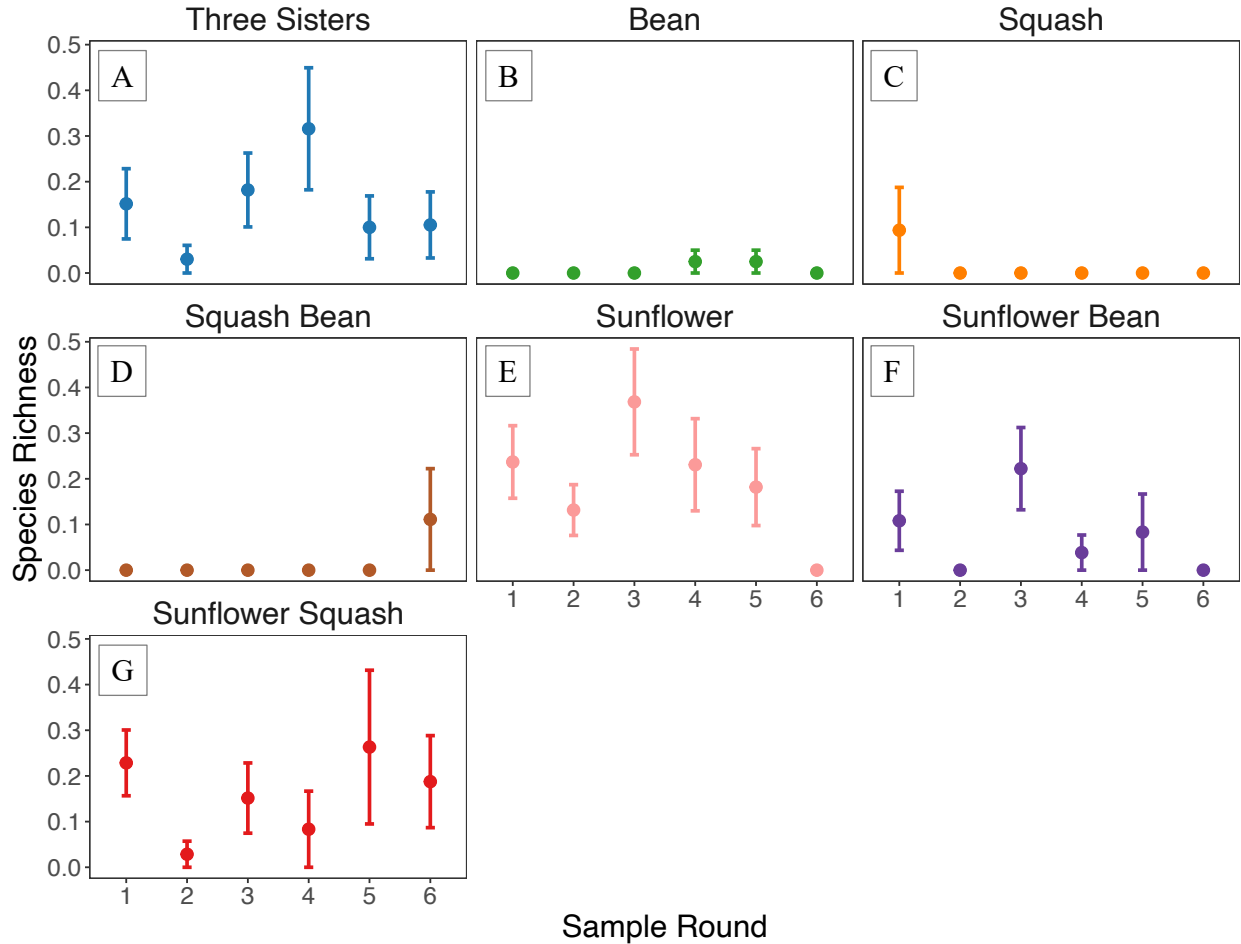 Three Sisters
Bean
Squash
A
B
C
0.5
0.4
0.3
0.2
0.1
0.0
Squash Bean
Sunflower
Sunflower Bean
D
E
F
0.5
0.4
0.3
0.2
0.1
0.0
1 2 3 4 5 6
1 2 3 4 5 6
Sunflower Squash
G
0.5
0.4
0.3
0.2
0.1
0.0
1 2 3 4 5 6
Species Richness
Sample Round